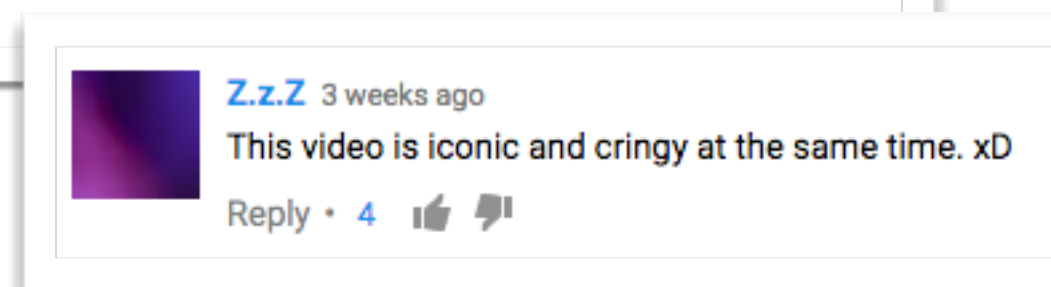 Z.z.Z 3 weeks ago
This video is iconic and cringy at the same time. xD
Reply • 4